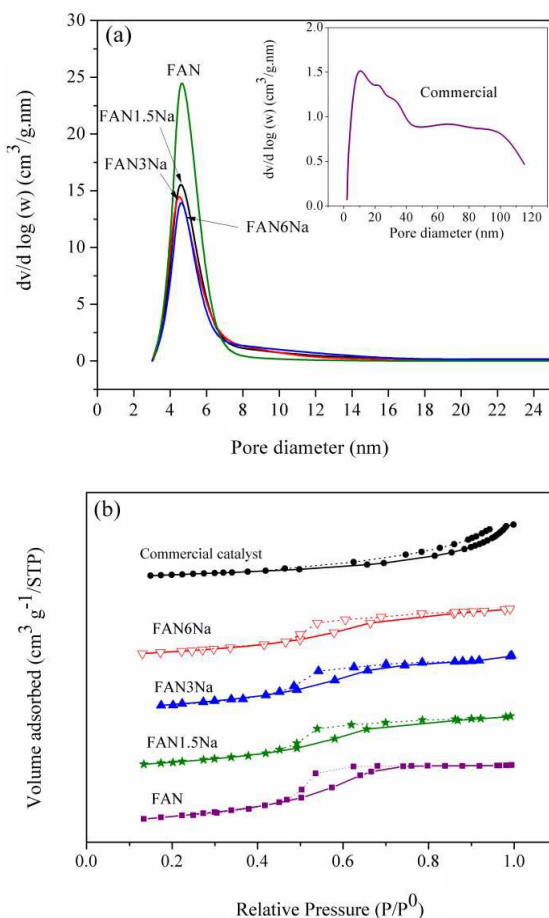 (a)
FAN
FAN1.5Na
FAN3Na
FAN6Na
30
25
20
15
10
5
0
dv/d log (w) (cm³/g.nm)
0 2 4 6 8 10 12 14 16 18 20 22 24
Pore diameter (nm)
Commercial
2.0
1.5
1.0
0.5
0.0
dv/d log (w) (cm³/g.nm)
0 20 40 60 80 100 120
Pore diameter (nm)
(b)
Commercial catalyst
FAN6Na
FAN3Na
FAN1.5Na
FAN
Volume adsorbed (cm³ g⁻¹/STP)
0.2 0.4 0.6 0.8 1.0
Relative Pressure (P/P⁰)